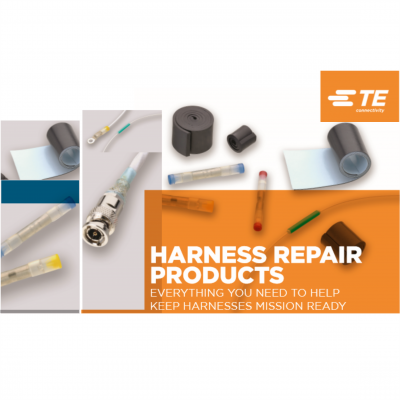 TE
connectivity
HARNESS REPAIR
PRODUCTS
EVERYTHING YOU NEED TO HELP
KEEP HARNESSES MISSION READY